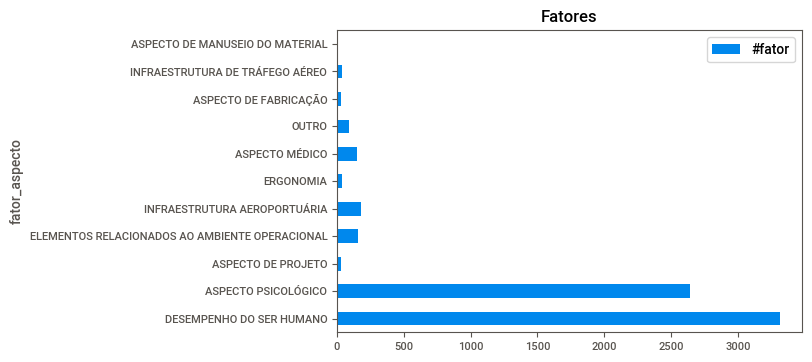 Fatores
#fator
fator_aspecto
ASPECTO DE MANUSEIO DO MATERIAL
INFRAESTRUTURA DE TRÁFEGO AÉREO
ASPECTO DE FABRICAÇÃO
OUTRO
ASPECTO MÉDICO
ERGONOMIA
INFRAESTRUTURA AEROPORTUÁRIA
ELEMENTOS RELACIONADOS AO AMBIENTE OPERACIONAL
ASPECTO DE PROJETO
ASPECTO PSICOLÓGICO
DESEMPENHO DO SER HUMANO
0 500 1000 1500 2000 2500 3000